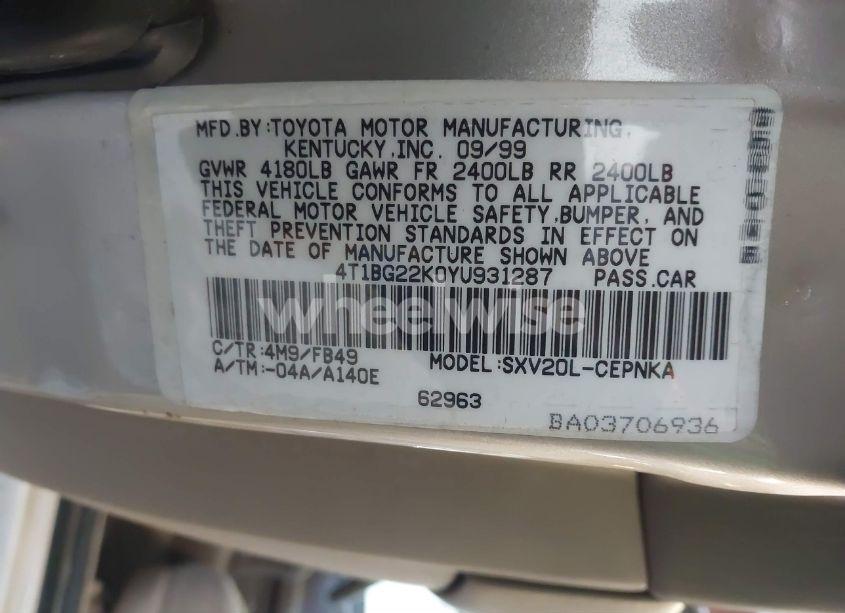 MFD.BY:TOYOTA MOTOR MANUFACTURING,
KENTUCKY,INC. 09/99
GVWR 4180LB GAWR FR 2400LB RR 2400LB
THIS VEHICLE CONFORMS TO ALL APPLICABLE
FEDERAL MOTOR VEHICLE SAFETY,BUMPER, AND
THEFT PREVENTION STANDARDS IN EFFECT ON
THE DATE OF MANUFACTURE SHOWN ABOVE
4T1BG22K0YU931287 PASS.CAR
wheelwise
C/TR:4M9/FB49 MODEL:SXV20L-CEPNKA
A/TM:-04A/A140E
62963
BA03706936